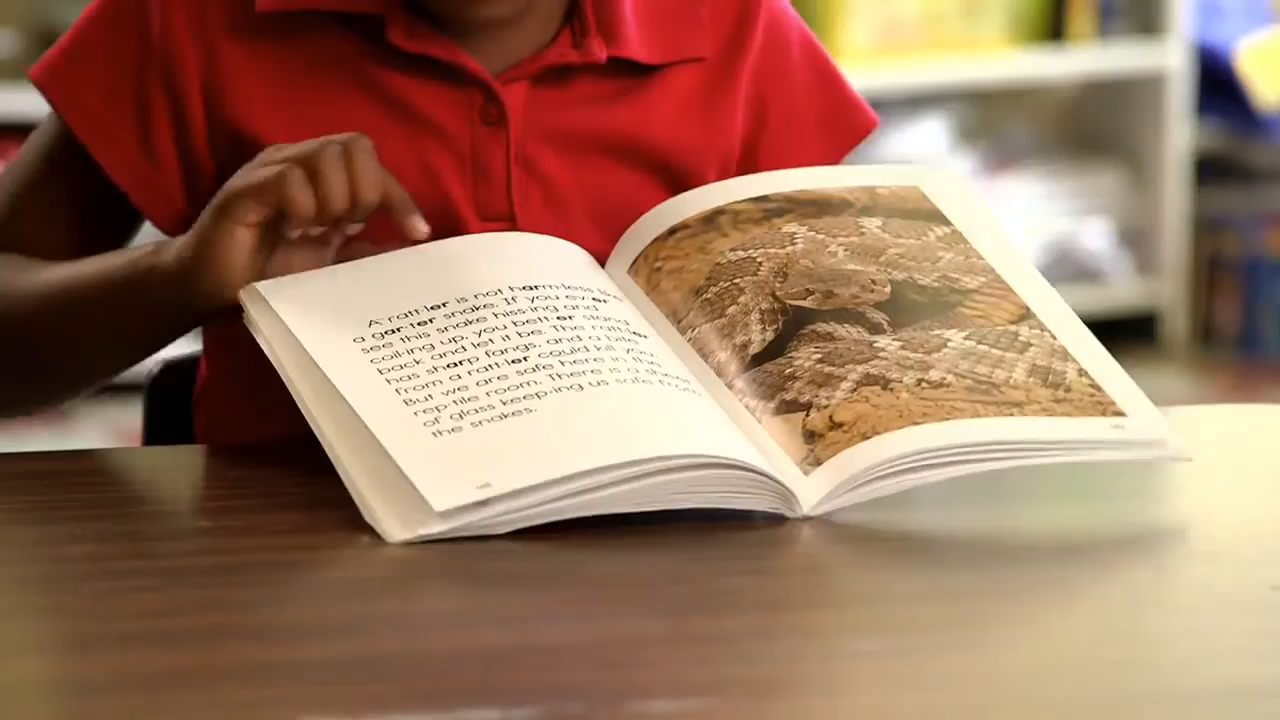 A rat·tler is not harm·less like
a gar·ter snake. If you ev·er
see this snake hiss·ing and
coil·ing up, you bet·ter stand
back and let it be. The rat·tler
has sharp fangs, and a bite
from a rat·tler could kill you.
But we are safe here in the
rep·tile room. There is a sheet
of glass keep·ing us safe from
the snakes.